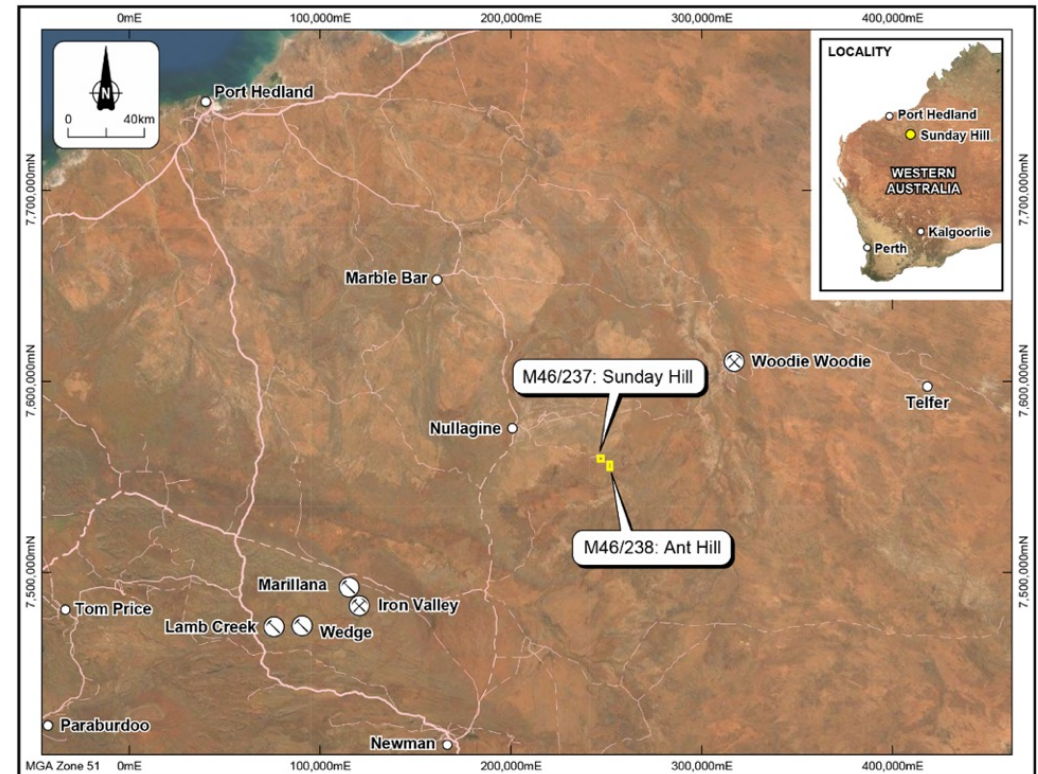 0mE
100,000mE
200,000mE
300,000mE
400,000mE
N
0 40km
Port Hedland
LOCALITY
Port Hedland
Sunday Hill
WESTERN
AUSTRALIA
Kalgoorlie
Perth
7,700,000mN
7,700,000mN
Marble Bar
Woodie Woodie
M46/237: Sunday Hill
Telfer
7,600,000mN
7,600,000mN
Nullagine
M46/238: Ant Hill
7,500,000mN
7,500,000mN
Marillana
Iron Valley
Tom Price
Lamb Creek
Wedge
Paraburdoo
Newman
MGA Zone 51
0mE
100,000mE
200,000mE
300,000mE
400,000mE